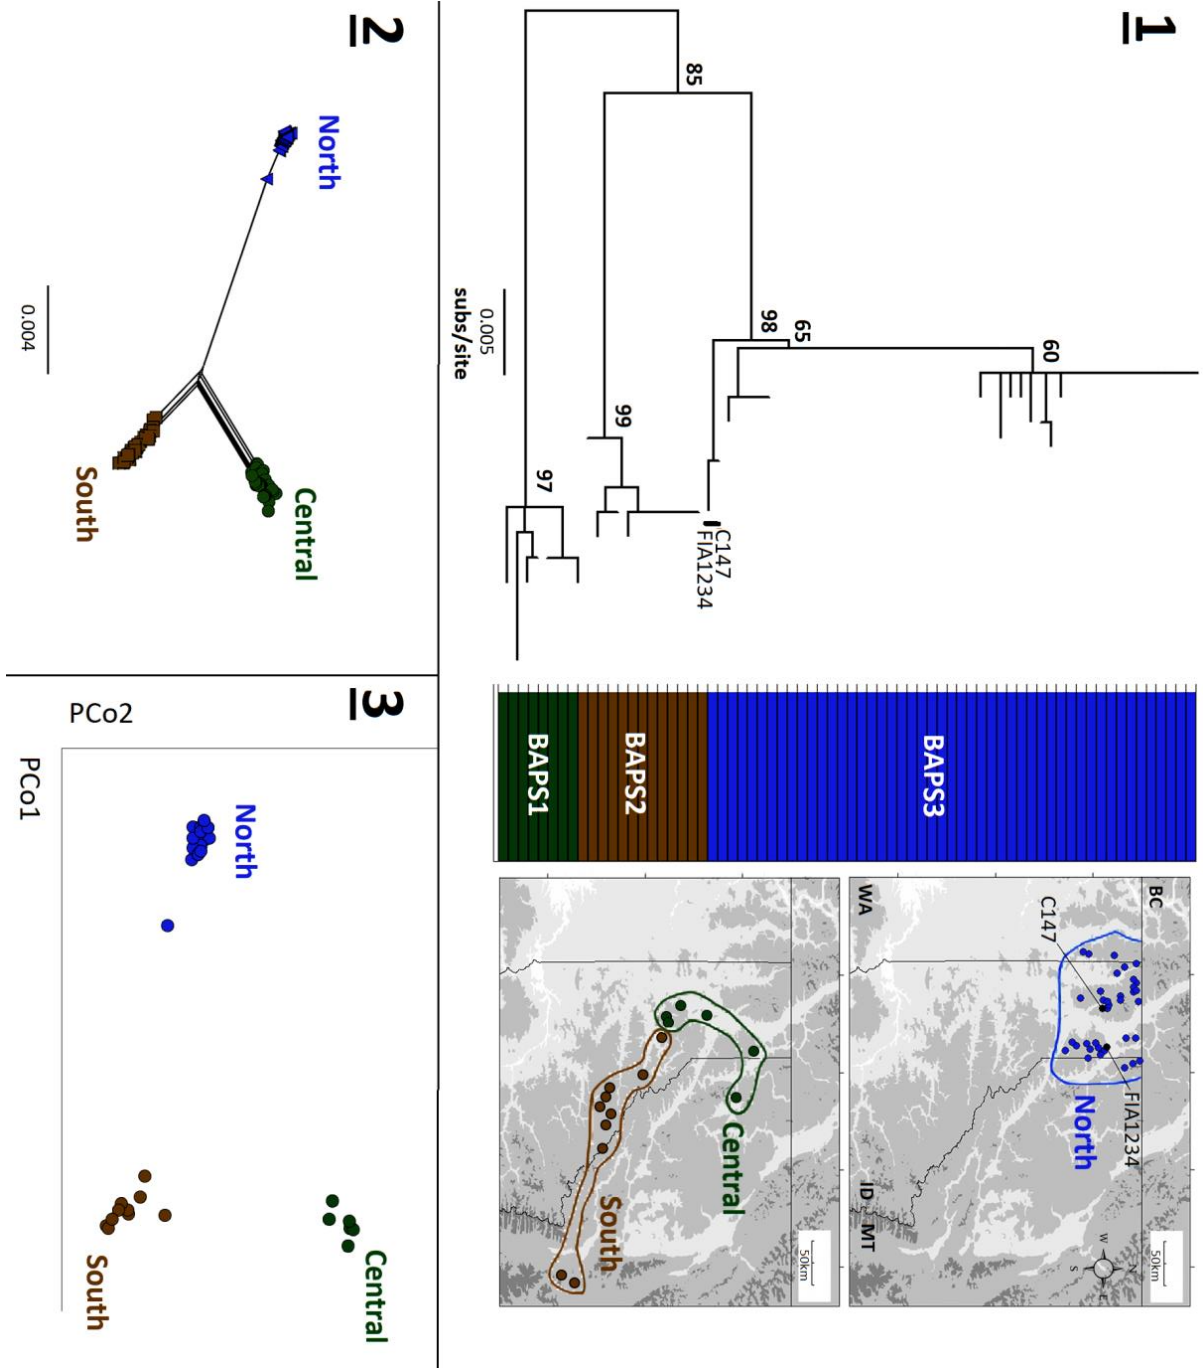 1
85
98
65
60
99
97
C147
FIA1234
0.005
subs/site
BAPS3
BAPS2
BAPS1
BC
WA
C147
FIA1234
North
ID
MT
50km
N
W
E
S
Central
South
50km
2
North
Central
South
0.004
3
North
Central
South
PCo2
PCo1